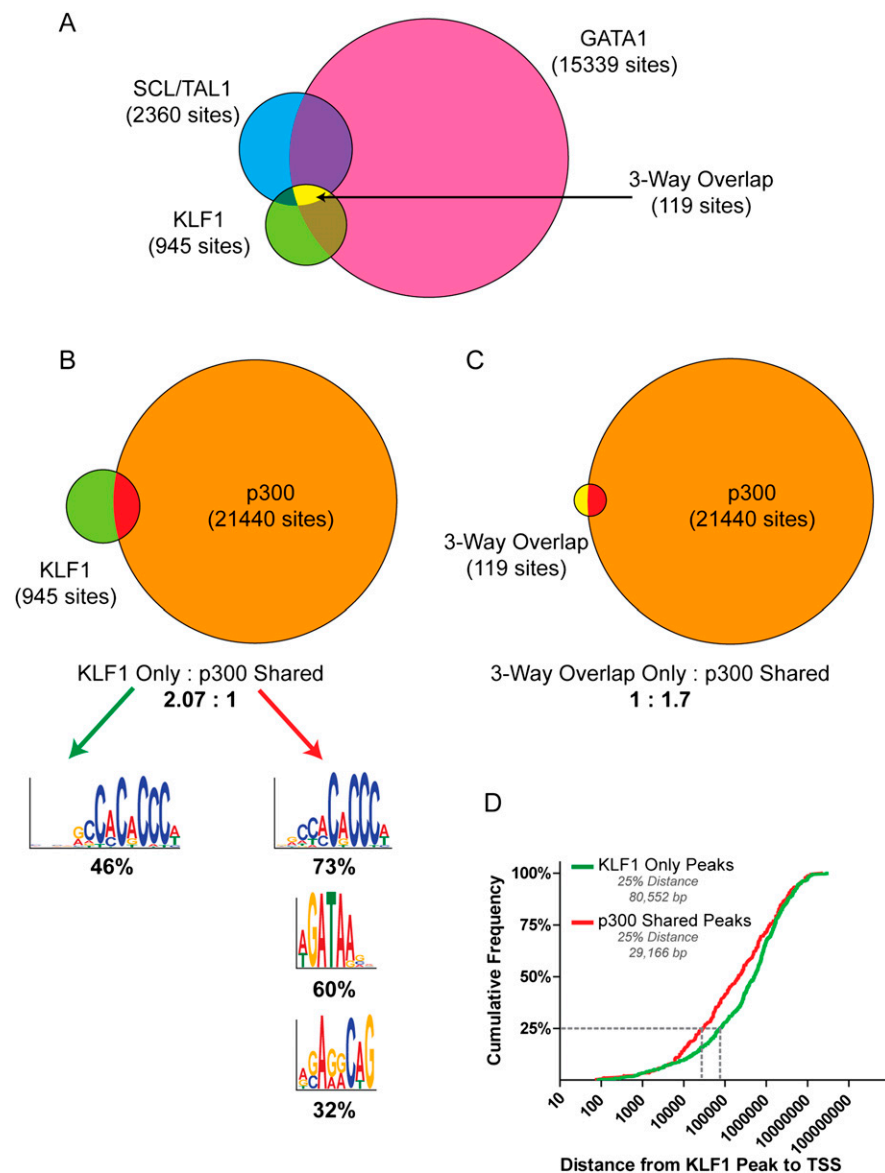 A
GATA1
(15339 sites)
SCL/TAL1
(2360 sites)
3-Way Overlap
(119 sites)
KLF1
(945 sites)
B
p300
(21440 sites)
KLF1
(945 sites)
KLF1 Only : p300 Shared
2.07 : 1
46%
73%
60%
32%
C
p300
(21440 sites)
3-Way Overlap
(119 sites)
3-Way Overlap Only : p300 Shared
1 : 1.7
D
KLF1 Only Peaks
25% Distance
80,552 bp
p300 Shared Peaks
25% Distance
29,166 bp
Cumulative Frequency
100%
75%
50%
25%
10
100
1000
10000
100000
1000000
10000000
100000000
Distance from KLF1 Peak to TSS